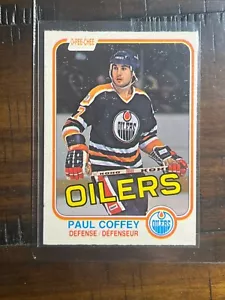 O-PEE-CHEE
OILERS
OILERS
PAUL COFFEY
DEFENSE · DÉFENSEUR
OILERS